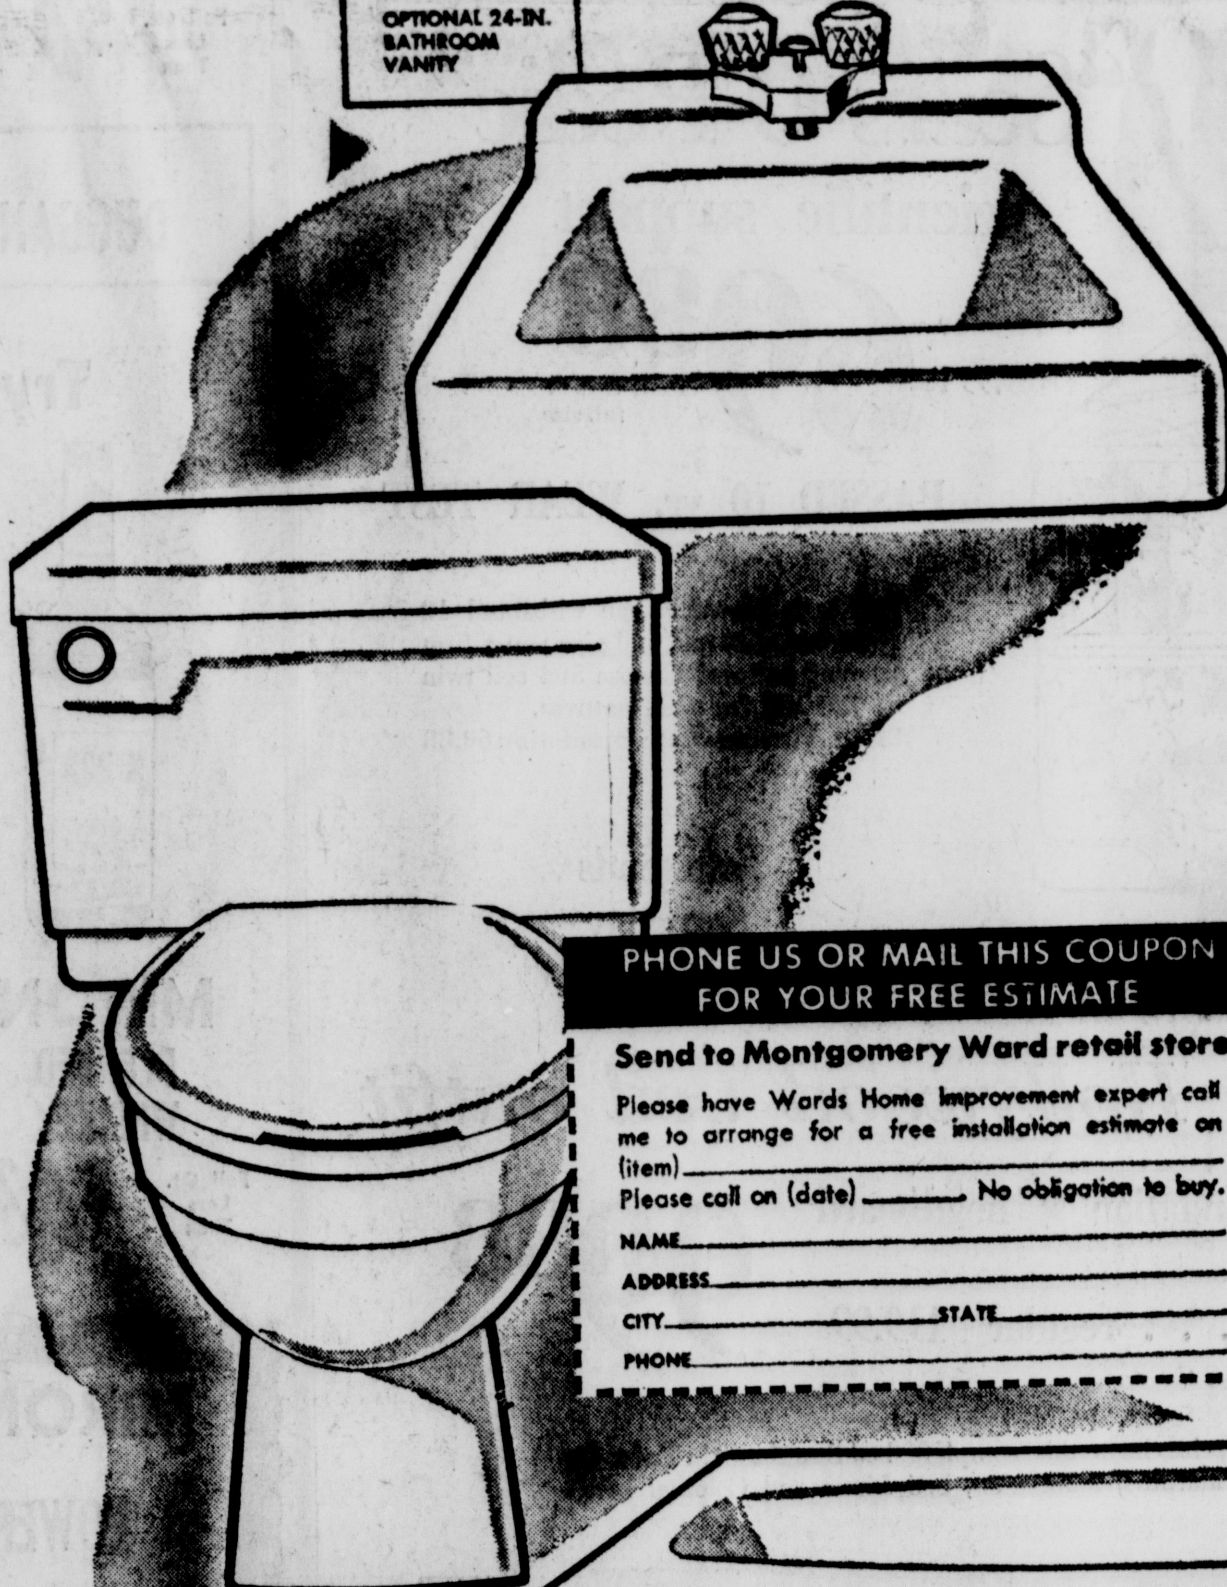 OPTIONAL 24-IN.
BATHROOM
VANITY
PHONE US OR MAIL THIS COUPON
FOR YOUR FREE ESTIMATE
Send to Montgomery Ward retail store
Please have Wards Home Improvement expert call
me to arrange for a free installation estimate on
(item)
Please call on (date) . No obligation to buy.
NAME
ADDRESS
CITY STATE
PHONE